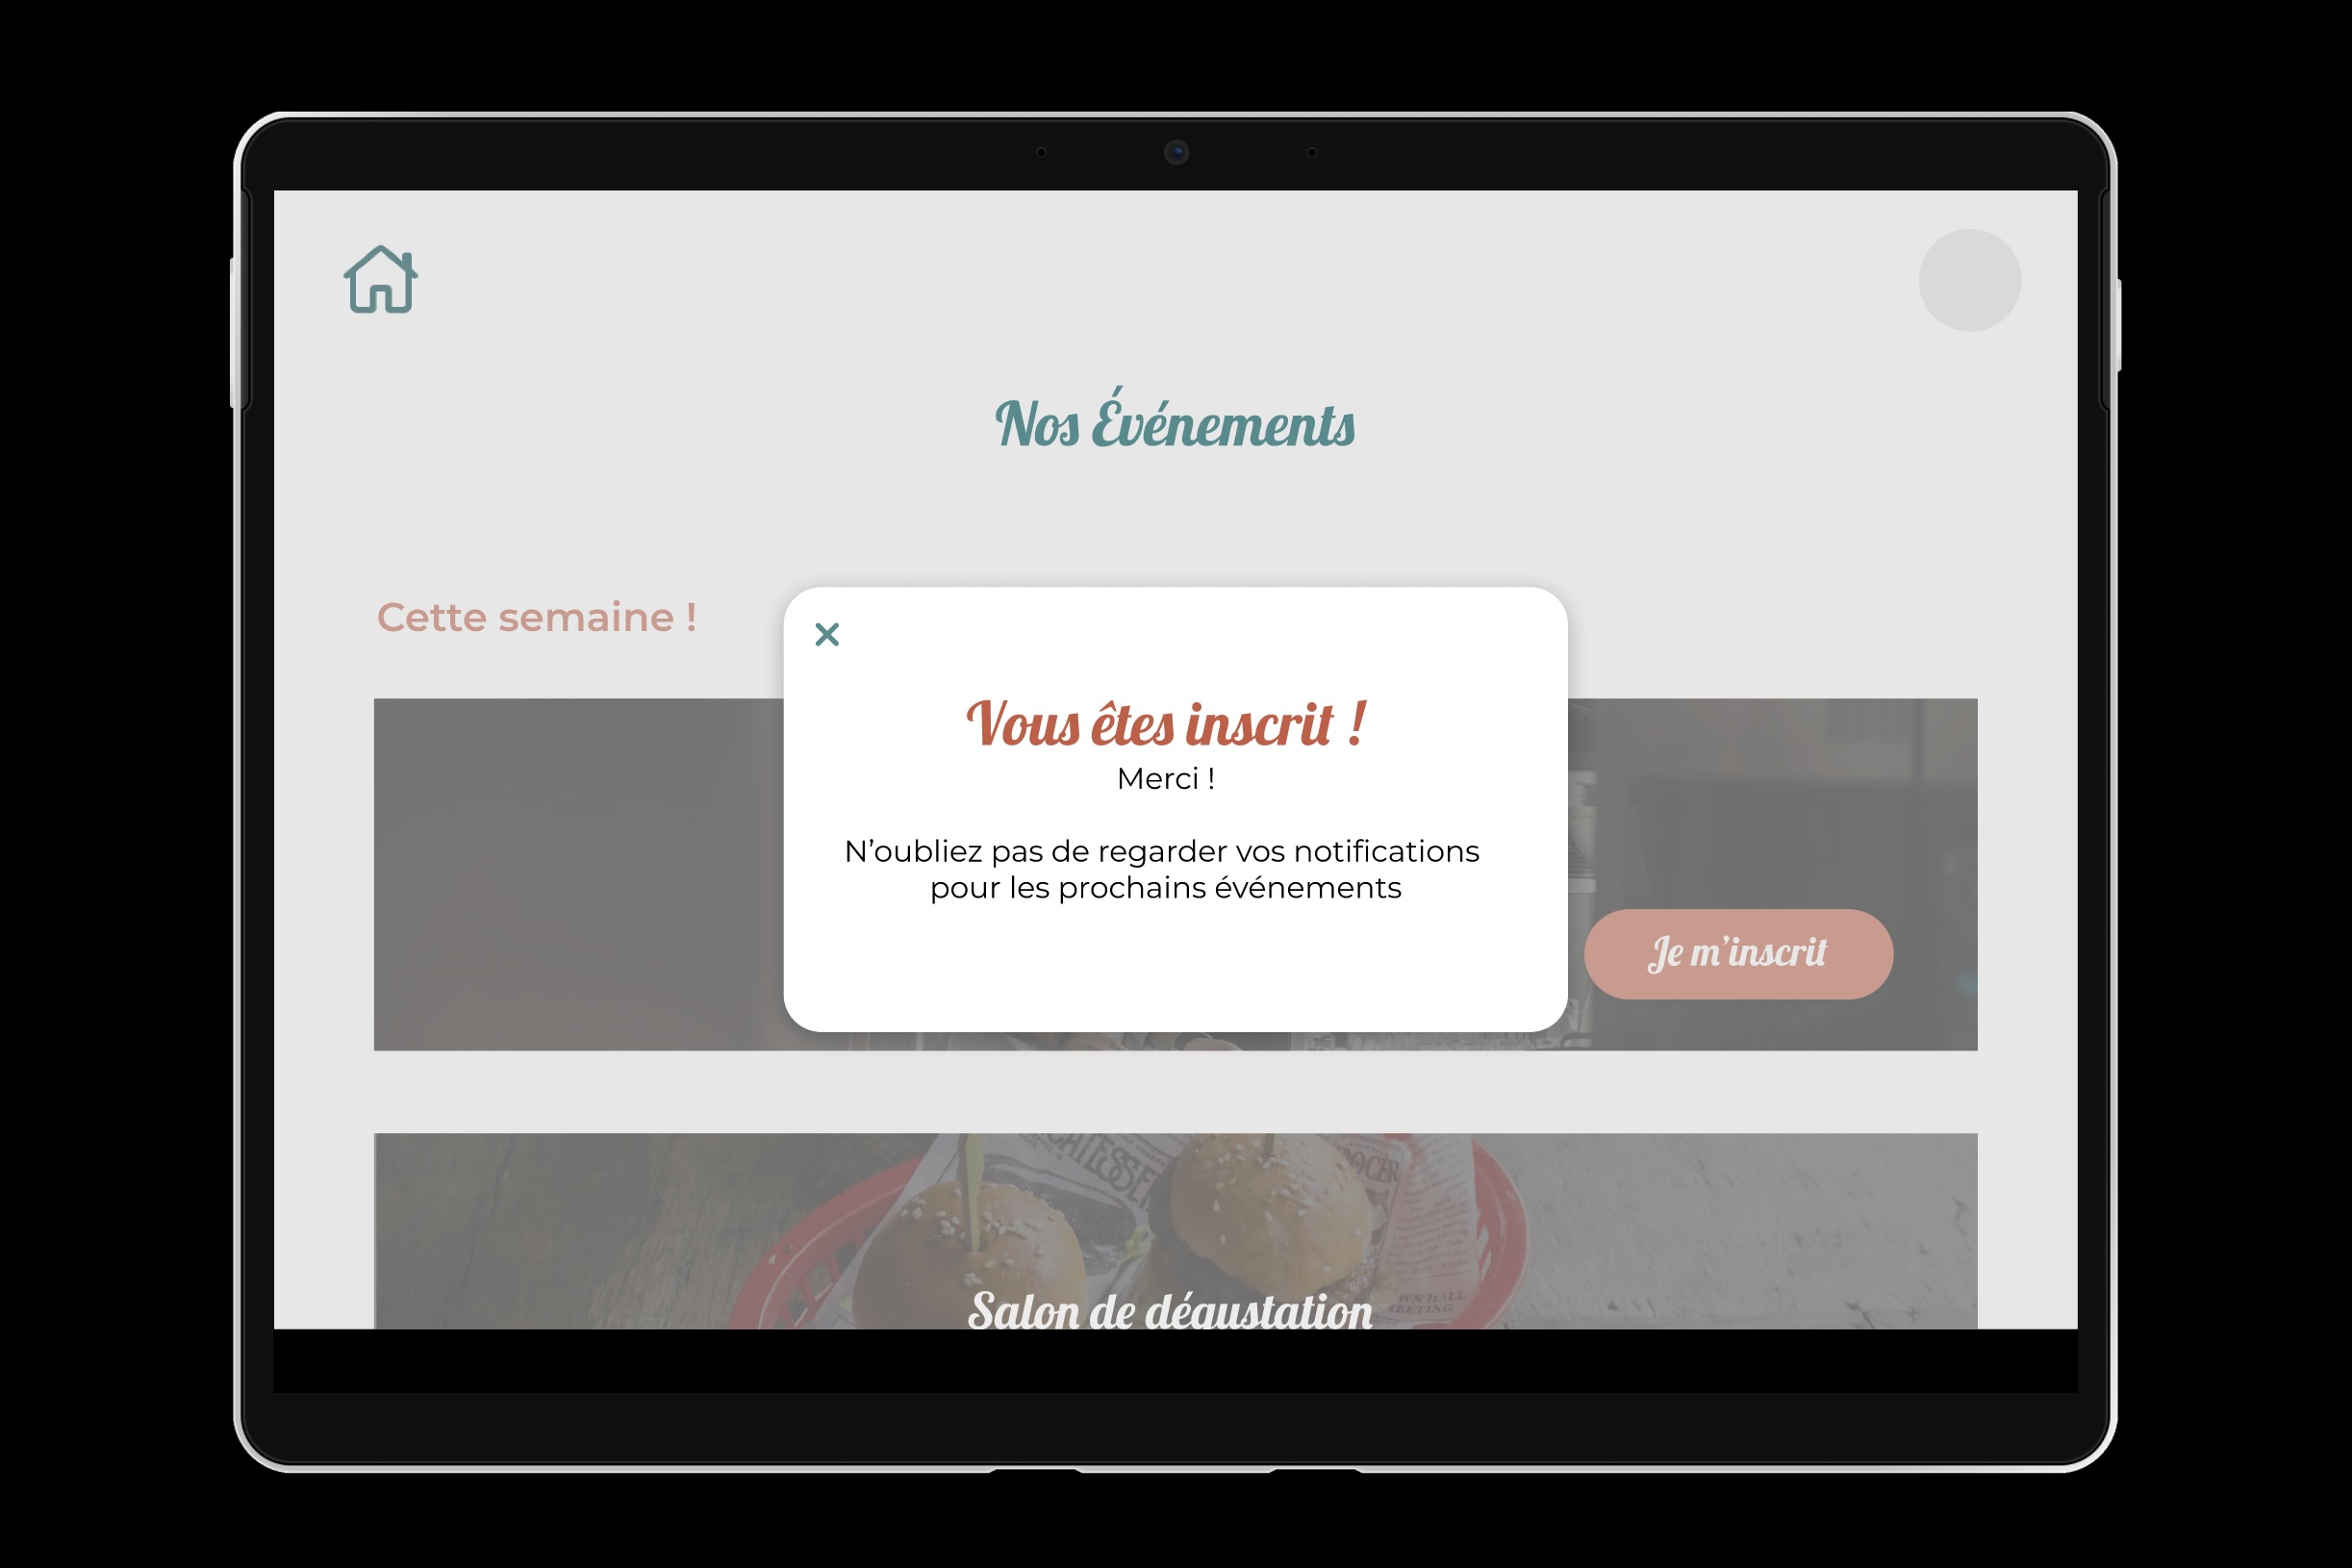 Nos Événements
Cette semaine !
Vous êtes inscrit !
Merci !
N’oubliez pas de regarder vos notifications
pour les prochains événements
Je m’inscrit
Salon de dégustation